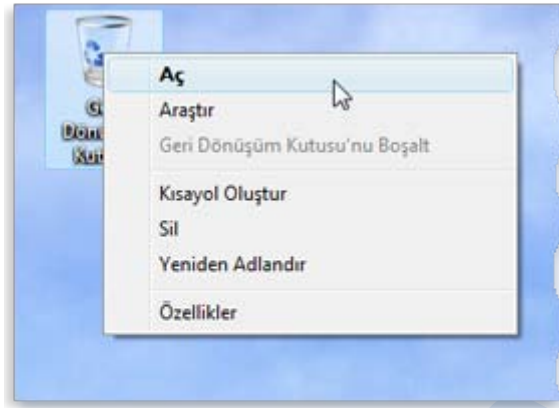 Aç
Araştır
Geri Dönüşüm Kutusu'nu Boşalt
Kısayol Oluştur
Sil
Yeniden Adlandır
Özellikler